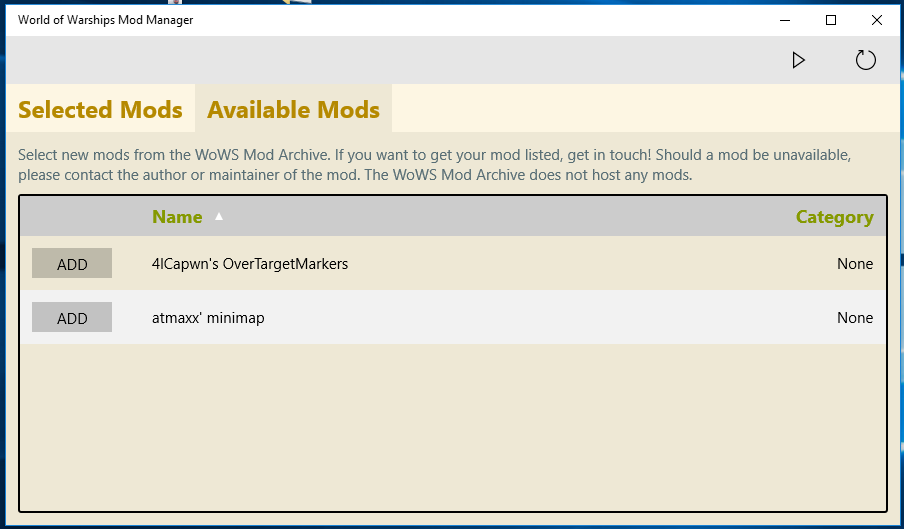 World of Warships Mod Manager
Selected Mods Available Mods
Select new mods from the WoWS Mod Archive. If you want to get your mod listed, get in touch! Should a mod be unavailable,
please contact the author or maintainer of the mod. The WoWS Mod Archive does not host any mods.
Name Category
ADD 4lCapwn's OverTargetMarkers None
ADD atmaxx' minimap None